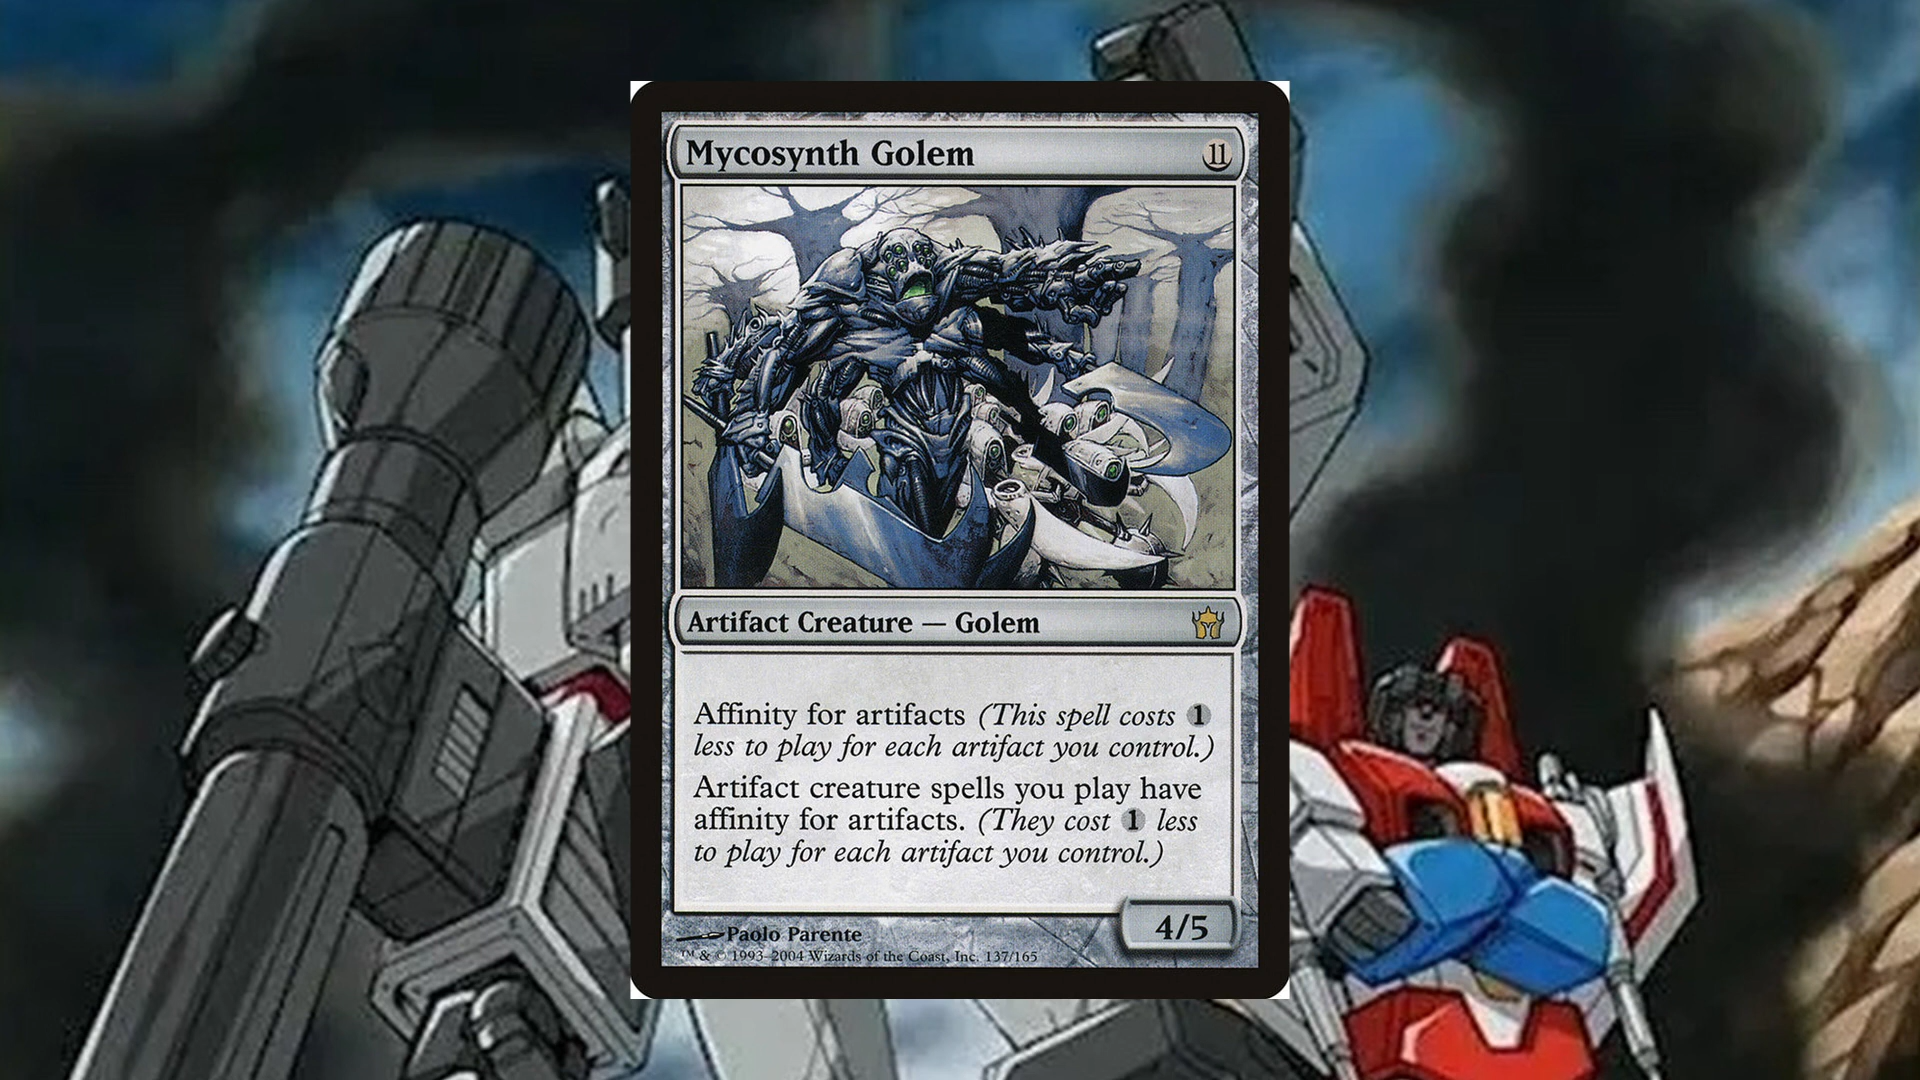 Mycosynth Golem 11
Artifact Creature — Golem
Affinity for artifacts (This spell costs 1
less to play for each artifact you control.)
Artifact creature spells you play have
affinity for artifacts. (They cost 1 less
to play for each artifact you control.)
4/5
Paolo Parente
™ & © 1993–2004 Wizards of the Coast, Inc. 137/165